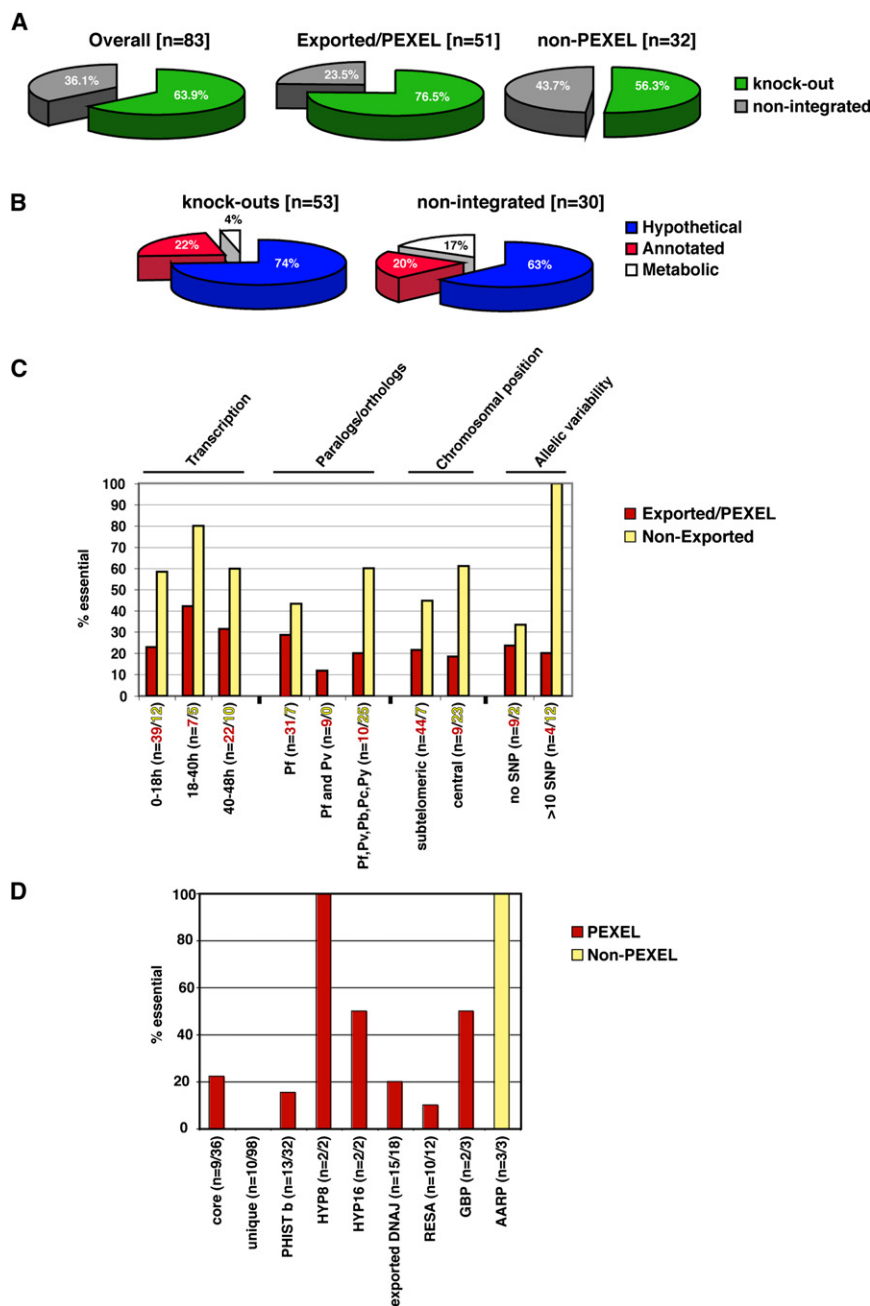 A
Overall [n=83]
Exported/PEXEL [n=51]
non-PEXEL [n=32]
36.1%
63.9%
23.5%
76.5%
43.7%
56.3%
knock-out
non-integrated
B
knock-outs [n=53]
non-integrated [n=30]
4%
22%
74%
17%
20%
63%
Hypothetical
Annotated
Metabolic
C
Transcription
Paralogs/orthologs
Chromosomal position
Allelic variability
100
90
80
70
60
50
40
30
20
10
0
% essential
Exported/PEXEL
Non-Exported
0-18h (n=39/12)
18-40h (n=7/5)
40-48h (n=22/10)
Pf (n=31/7)
Pf and Pv (n=9/0)
Pf,Pv,Pb,Pc,Py (n=10/25)
subtelomeric (n=44/7)
central (n=9/23)
no SNP (n=9/2)
>10 SNP (n=4/12)
D
100
80
60
40
20
0
% essential
PEXEL
Non-PEXEL
core (n=9/36)
unique (n=10/98)
PHIST b (n=13/32)
HYP8 (n=2/2)
HYP16 (n=2/2)
exported DNAJ (n=15/18)
RESA (n=10/12)
GBP (n=2/3)
AARP (n=3/3)